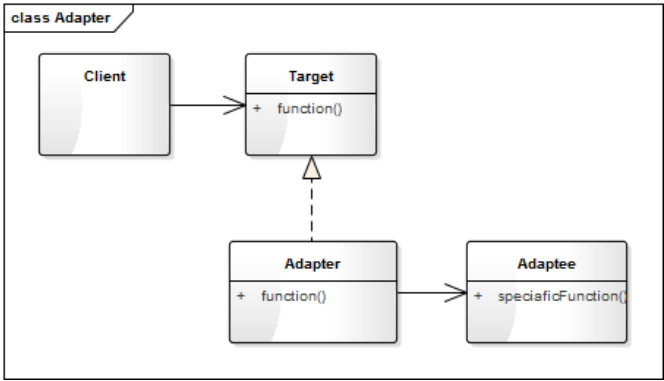 class Adapter
Client
Target
+ function()
Adapter
+ function()
Adaptee
+ speciaficFunction()